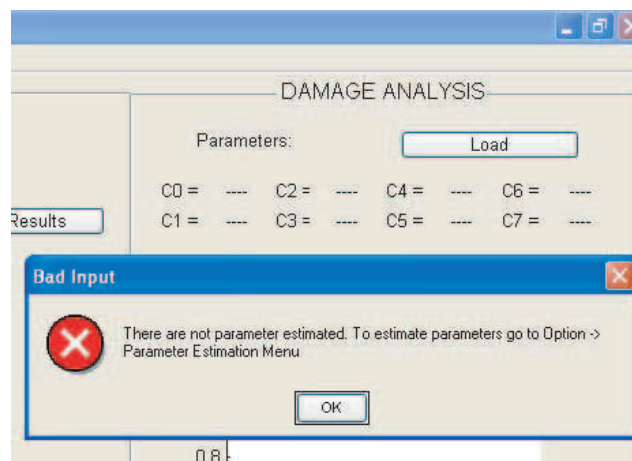 DAMAGE ANALYSIS
Parameters:
Load
C0 = ---- C2 = ---- C4 = ---- C6 = ----
Results
C1 = ---- C3 = ---- C5 = ---- C7 = ----
Bad Input
There are not parameter estimated. To estimate parameters go to Option ->
Parameter Estimation Menu
OK
0.8